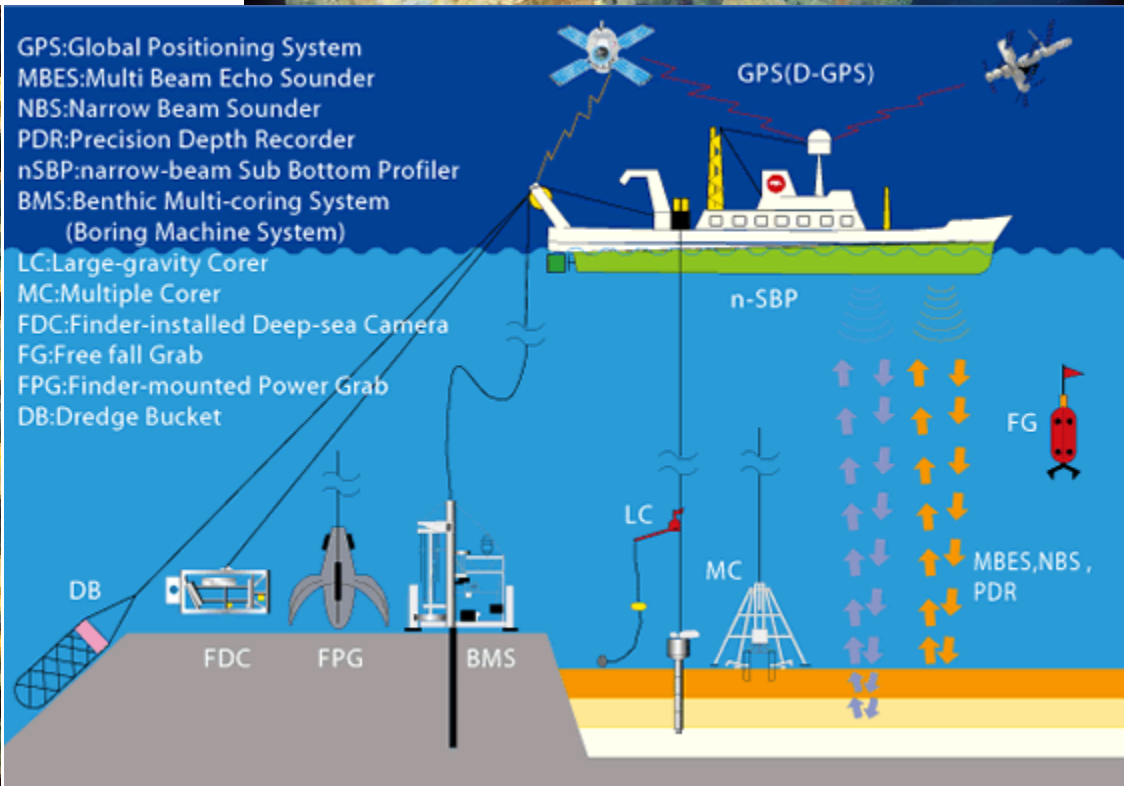 GPS:Global Positioning System
MBES:Multi Beam Echo Sounder
NBS:Narrow Beam Sounder
PDR:Precision Depth Recorder
nSBP:narrow-beam Sub Bottom Profiler
BMS:Benthic Multi-coring System
(Boring Machine System)
LC:Large-gravity Corer
MC:Multiple Corer
FDC:Finder-installed Deep-sea Camera
FG:Free fall Grab
FPG:Finder-mounted Power Grab
DB:Dredge Bucket
GPS(D-GPS)
n-SBP
FG
LC
MC
MBES,NBS,
PDR
DB
FDC
FPG
BMS